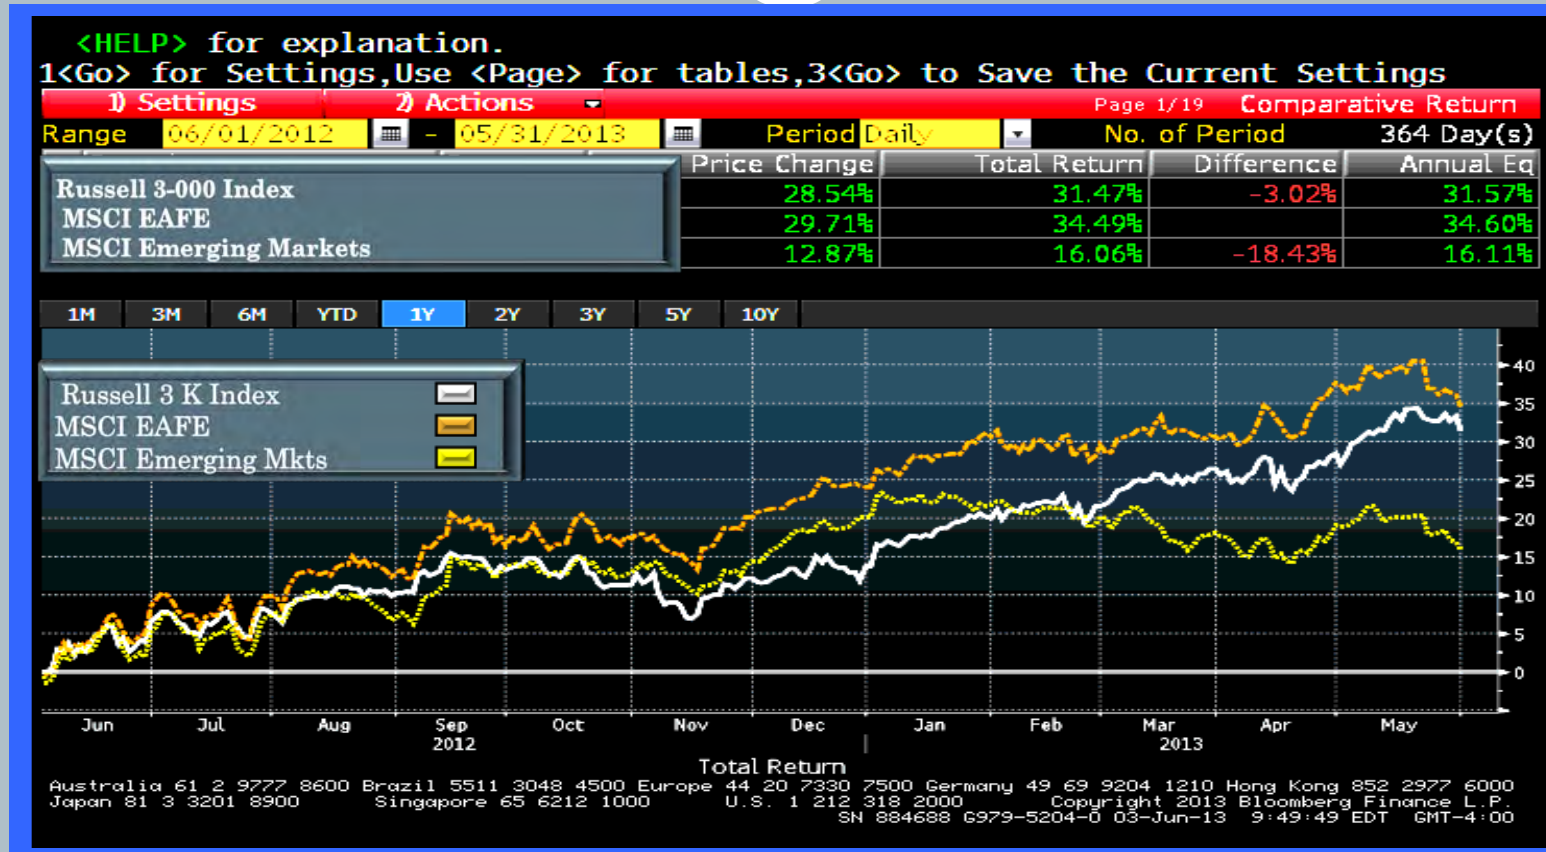 <HELP> for explanation.
1<Go> for Settings,Use <Page> for tables,3<Go> to Save the Current Settings
1) Settings 2) Actions Page 1/19 Comparative Return
Range 06/01/2012 - 05/31/2013 Period Daily No. of Period 364 Day(s)
Price Change Total Return Difference Annual Eq
Russell 3-000 Index 28.54% 31.47% -3.02% 31.57%
MSCI EAFE 29.71% 34.49% 34.60%
MSCI Emerging Markets 12.87% 16.06% -18.43% 16.11%
1M 3M 6M YTD 1Y 2Y 3Y 5Y 10Y
Russell 3 K Index
MSCI EAFE
MSCI Emerging Mkts
40
35
30
25
20
15
10
5
0
Jun Jul Aug Sep Oct Nov Dec Jan Feb Mar Apr May
2012 2013
Total Return
Australia 61 2 9777 8600 Brazil 5511 3048 4500 Europe 44 20 7330 7500 Germany 49 69 9204 1210 Hong Kong 852 2977 6000
Japan 81 3 3201 8900 Singapore 65 6212 1000 U.S. 1 212 318 2000 Copyright 2013 Bloomberg Finance L.P.
SN 884688 G979-5204-0 03-Jun-13 9:49:49 EDT GMT-4:00